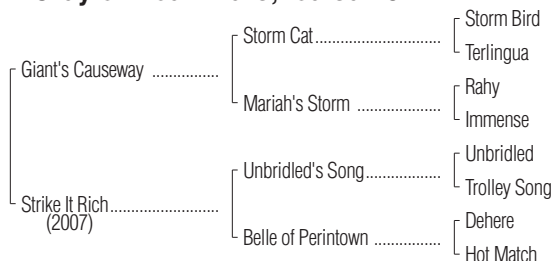 Storm Bird
Storm Cat
Terlingua
Giant's Causeway
Rahy
Mariah's Storm
Immense
Unbridled
Unbridled's Song
Trolley Song
Strike It Rich
(2007)
Dehere
Belle of Perintown
Hot Match